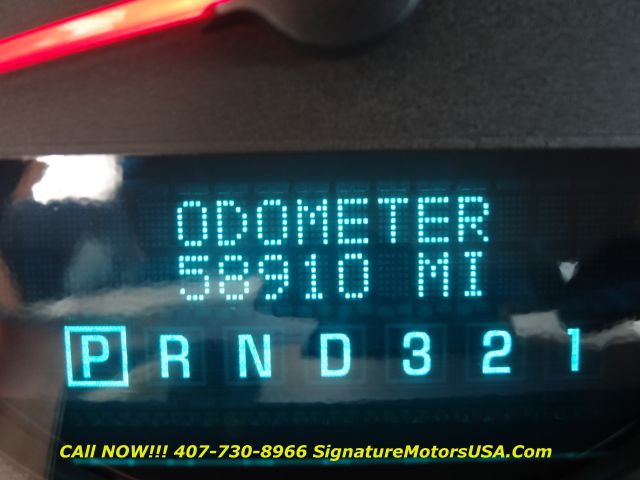 ODOMETER
58910 MI
P R N D 3 2 1
CAll NOW!!! 407-730-8966 SignatureMotorsUSA.Com